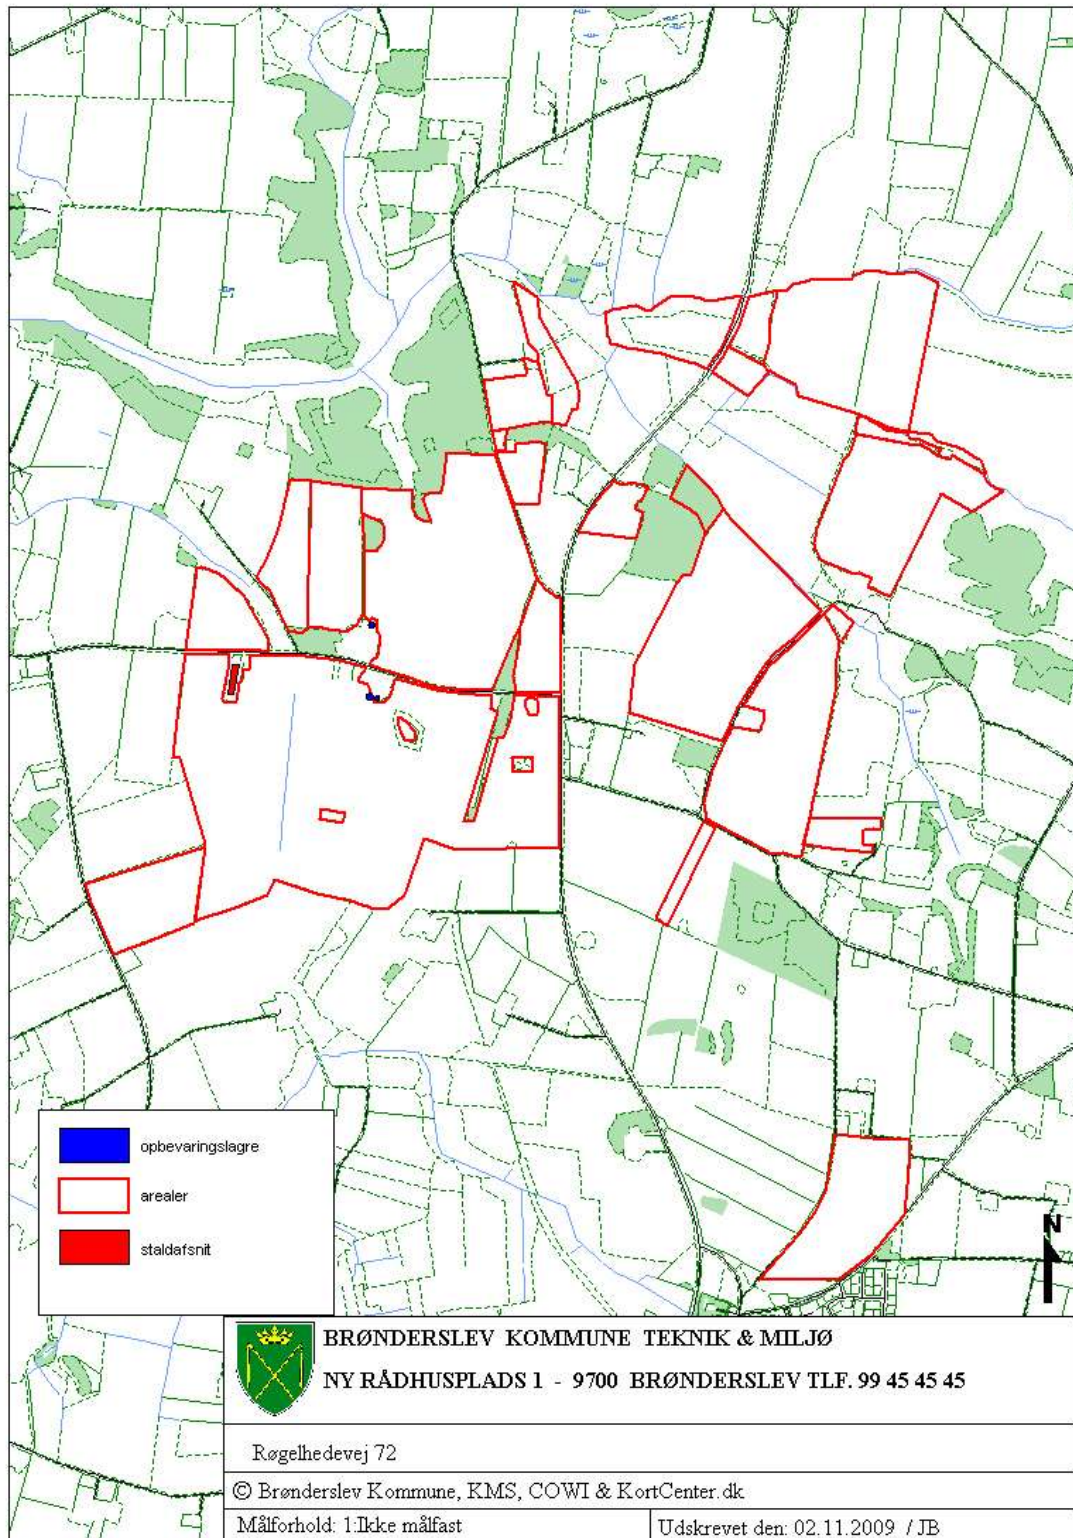 opbevaringslagre
arealer
staldafsnit
N
BRØNDERSLEV KOMMUNE TEKNIK & MILJØ
NY RÅDHUSPLADS 1 - 9700 BRØNDERSLEV TLF. 99 45 45 45
Røgelhedevej 72
© Brønderslev Kommune, KMS, COWI & KortCenter.dk
Målforhold: 1:Ikke målfast
Udskrevet den: 02.11.2009 / JB